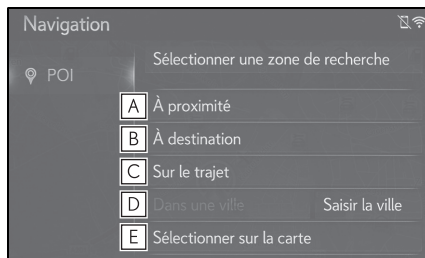 Navigation
Sélectionner une zone de recherche
POI
A À proximité
B À destination
C Sur le trajet
D Dans une ville Saisir la ville
E Sélectionner sur la carte